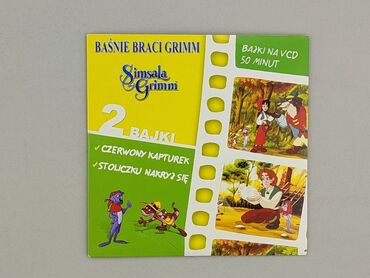 BAŚNIE BRACI GRIMM
Simsala
Grimm
2 BAJKI
✓ CZERWONY KAPTUREK
✓ STOLICZKU NAKRYJ SIĘ
BAJKI NA VCD
50 MINUT